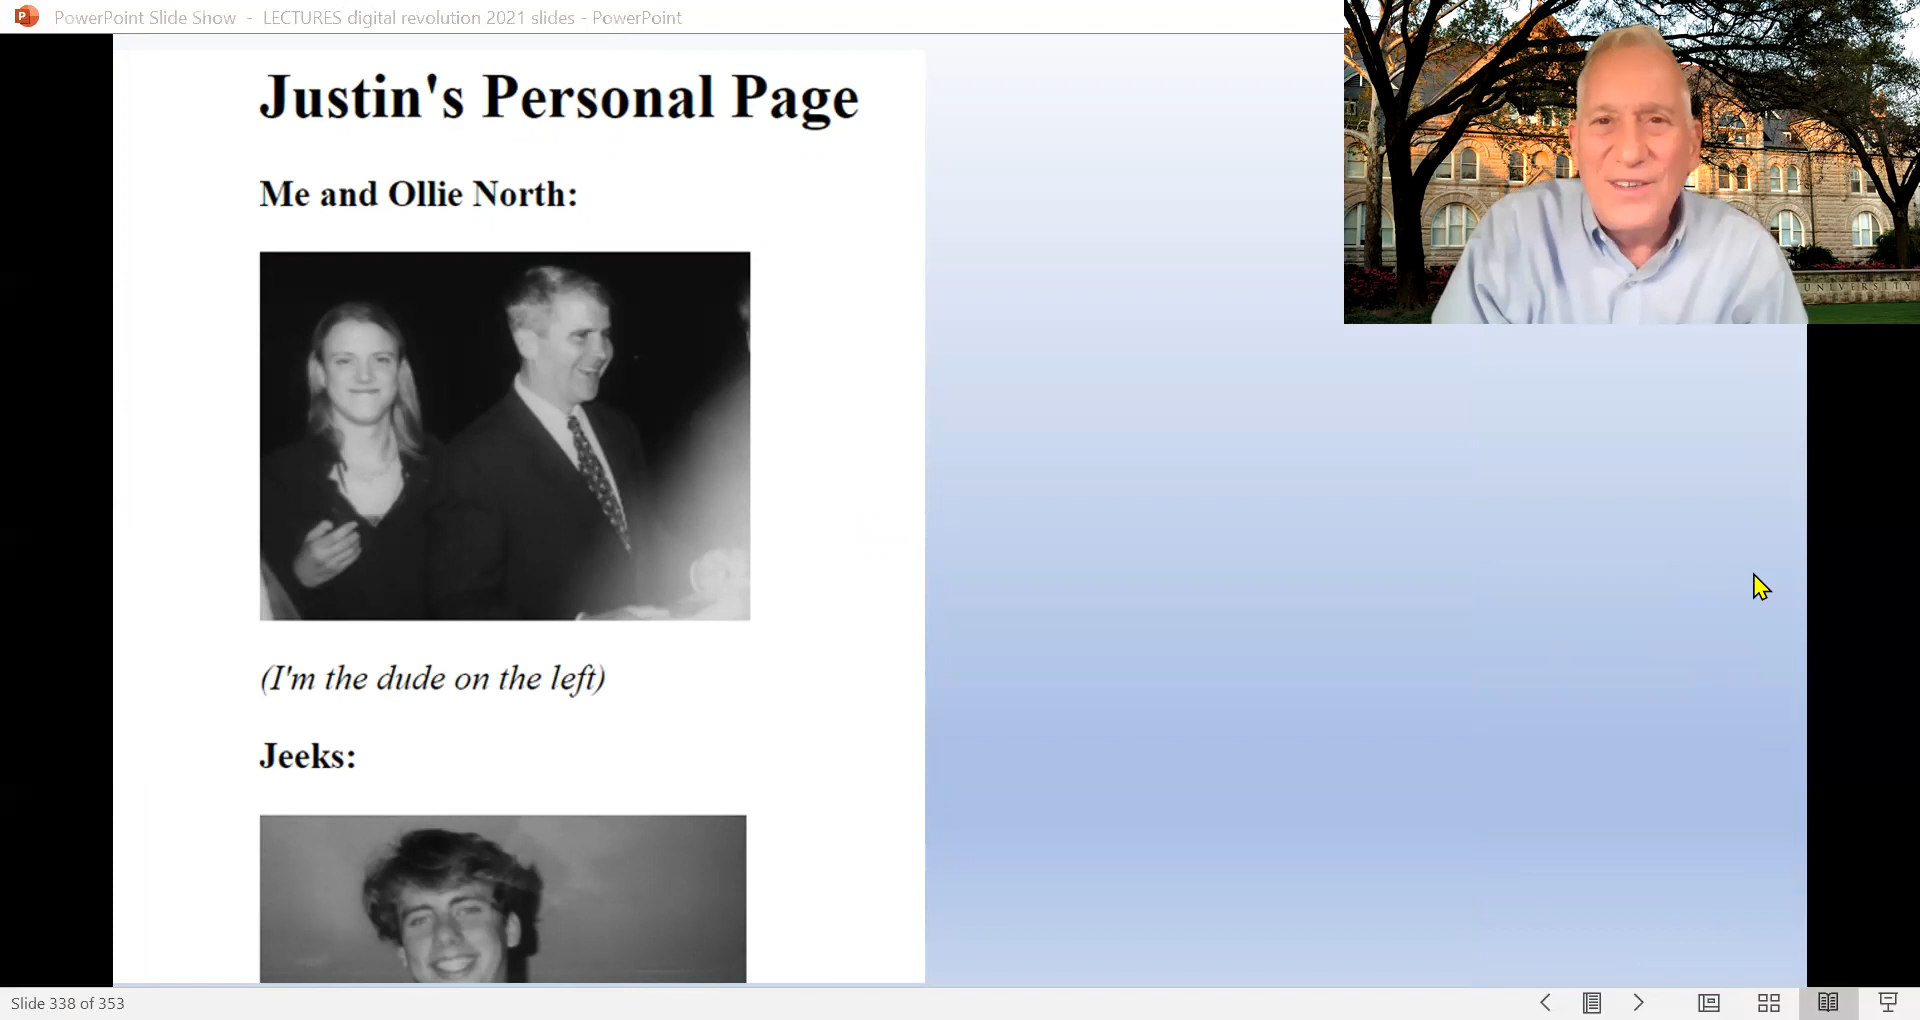 PowerPoint Slide Show - LECTURES digital revolution 2021 slides - PowerPoint
Justin's Personal Page
Me and Ollie North:
(I'm the dude on the left)
Jeeks:
UNIVERSITY
Slide 338 of 353